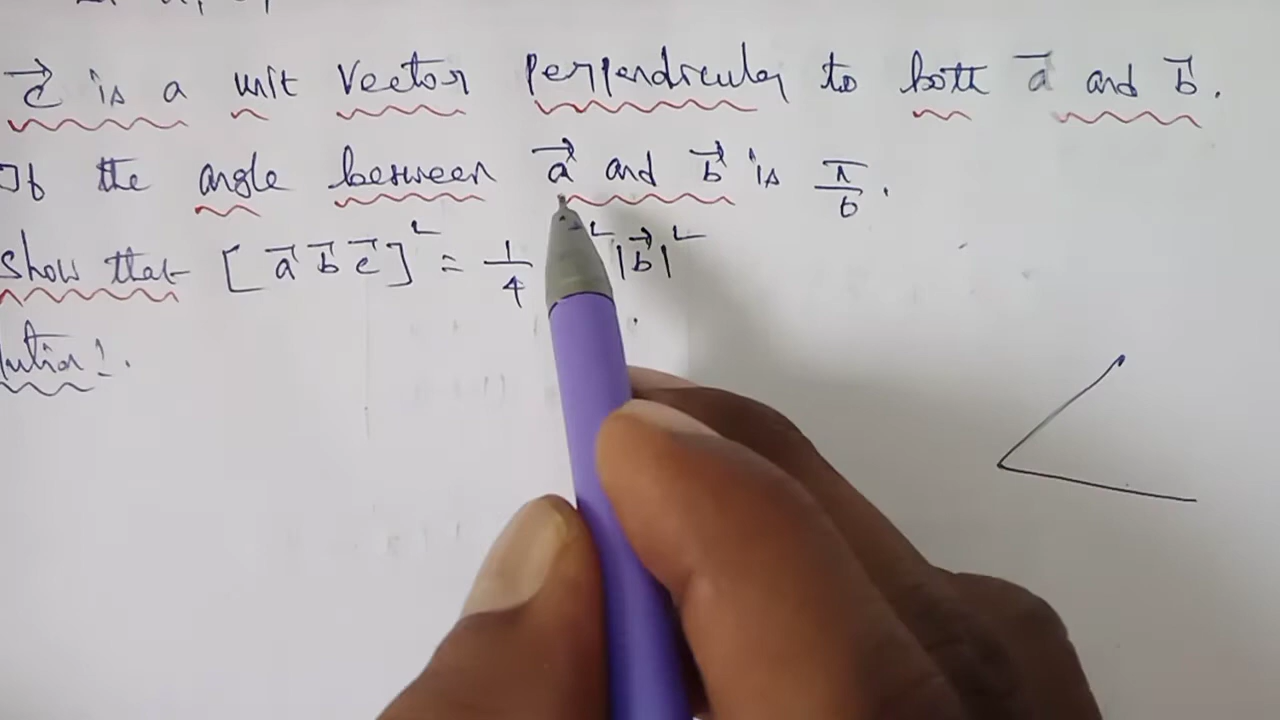 c⃗ is a unit vector perpendicular to both a⃗ and b⃗.
If the angle between a⃗ and b⃗ is π/6.
Show that [a⃗ b⃗ c⃗]² = 1/4 ² |b⃗|²
lution:.